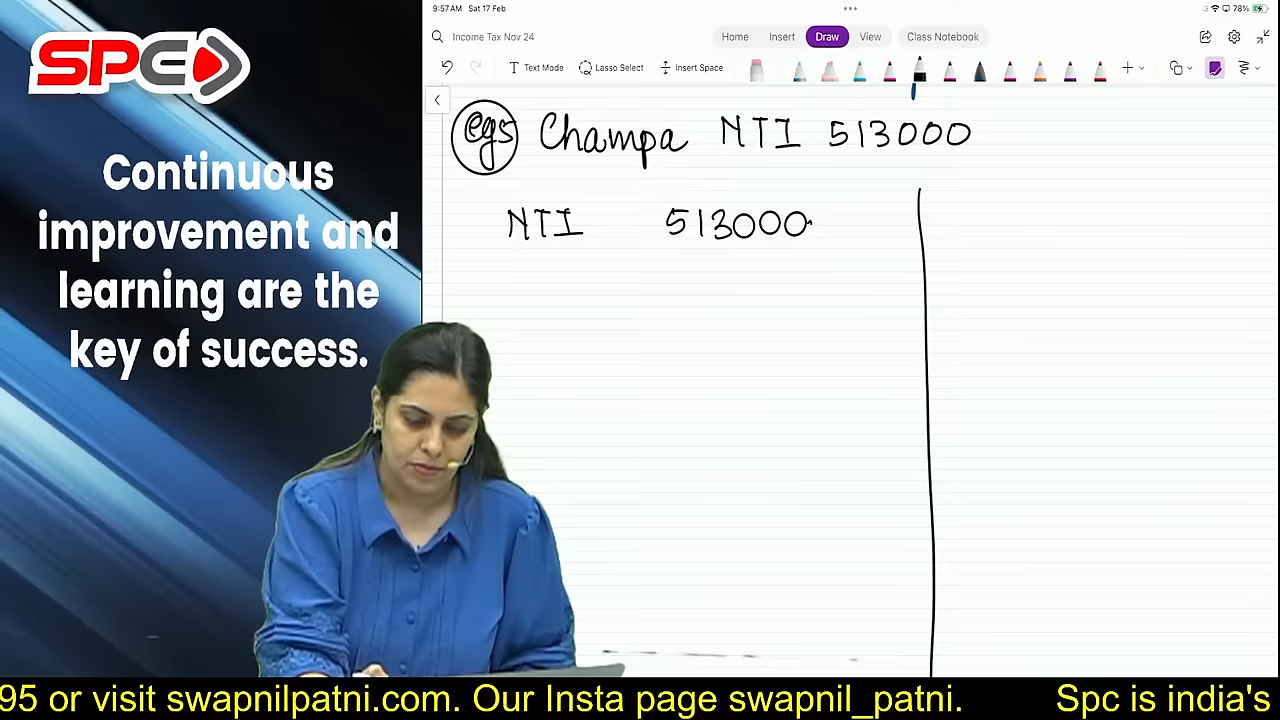 9:57 AM Sat 17 Feb
78%
Income Tax Nov 24
Home Insert Draw View Class Notebook
Text Mode Lasso Select Insert Space
SPC
Continuous
improvement and
learning are the
key of success.
eg5 Champa NTI 513000
NTI 513000
95 or visit swapnilpatni.com. Our Insta page swapnil_patni. Spc is india's